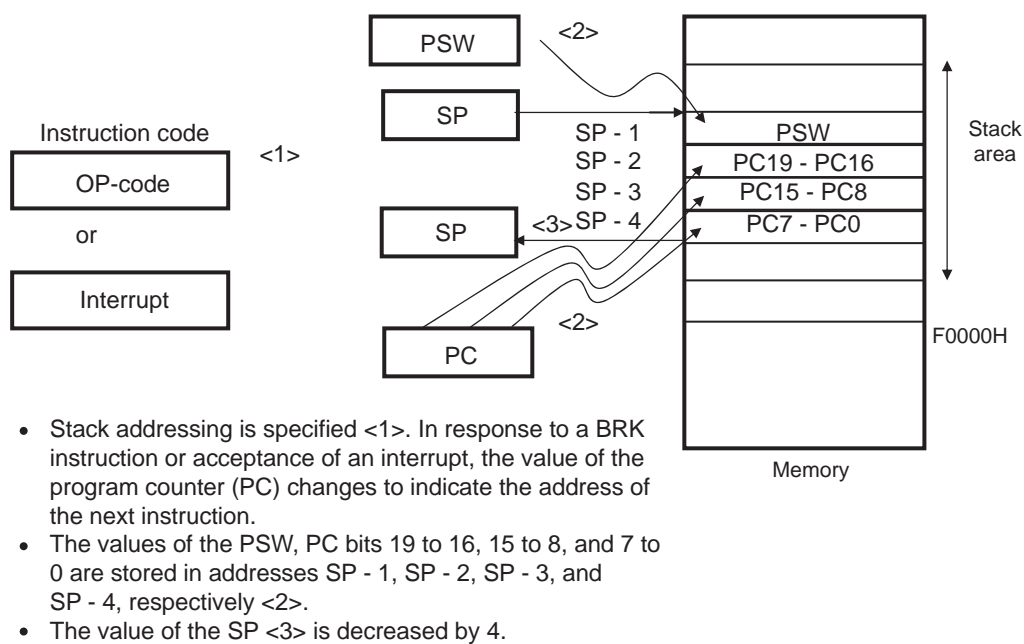 PSW
<2>
SP
Instruction code
<1>
OP-code
or
Interrupt
SP - 1
SP - 2
SP - 3
SP - 4
PSW
PC19 - PC16
PC15 - PC8
PC7 - PC0
Stack
area
SP
<3>
<2>
PC
F0000H
Memory
• Stack addressing is specified <1>. In response to a BRK
instruction or acceptance of an interrupt, the value of the
program counter (PC) changes to indicate the address of
the next instruction.
• The values of the PSW, PC bits 19 to 16, 15 to 8, and 7 to
0 are stored in addresses SP - 1, SP - 2, SP - 3, and
SP - 4, respectively <2>.
• The value of the SP <3> is decreased by 4.